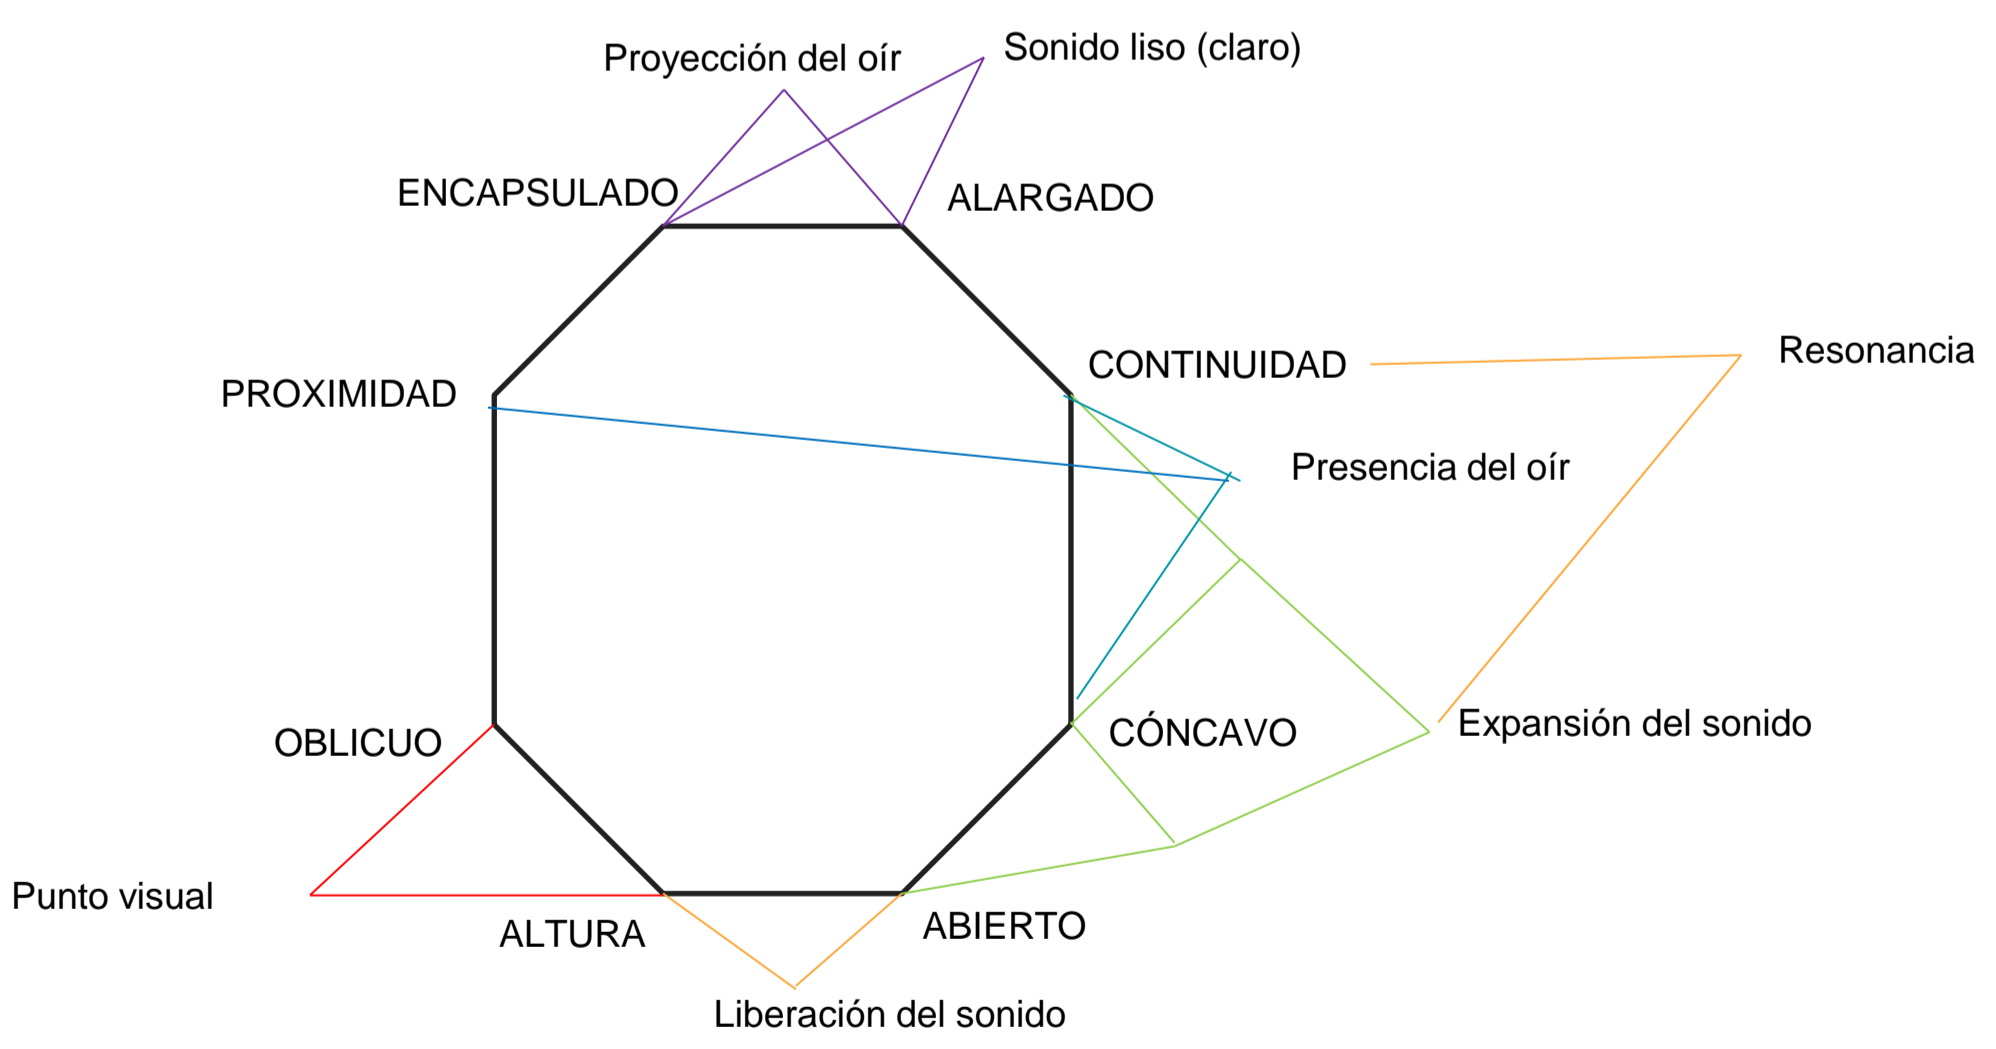 Proyección del oír
Sonido liso (claro)
ENCAPSULADO
ALARGADO
CONTINUIDAD
Resonancia
PROXIMIDAD
Presencia del oír
OBLICUO
CÓNCAVO
Expansión del sonido
Punto visual
ALTURA
ABIERTO
Liberación del sonido